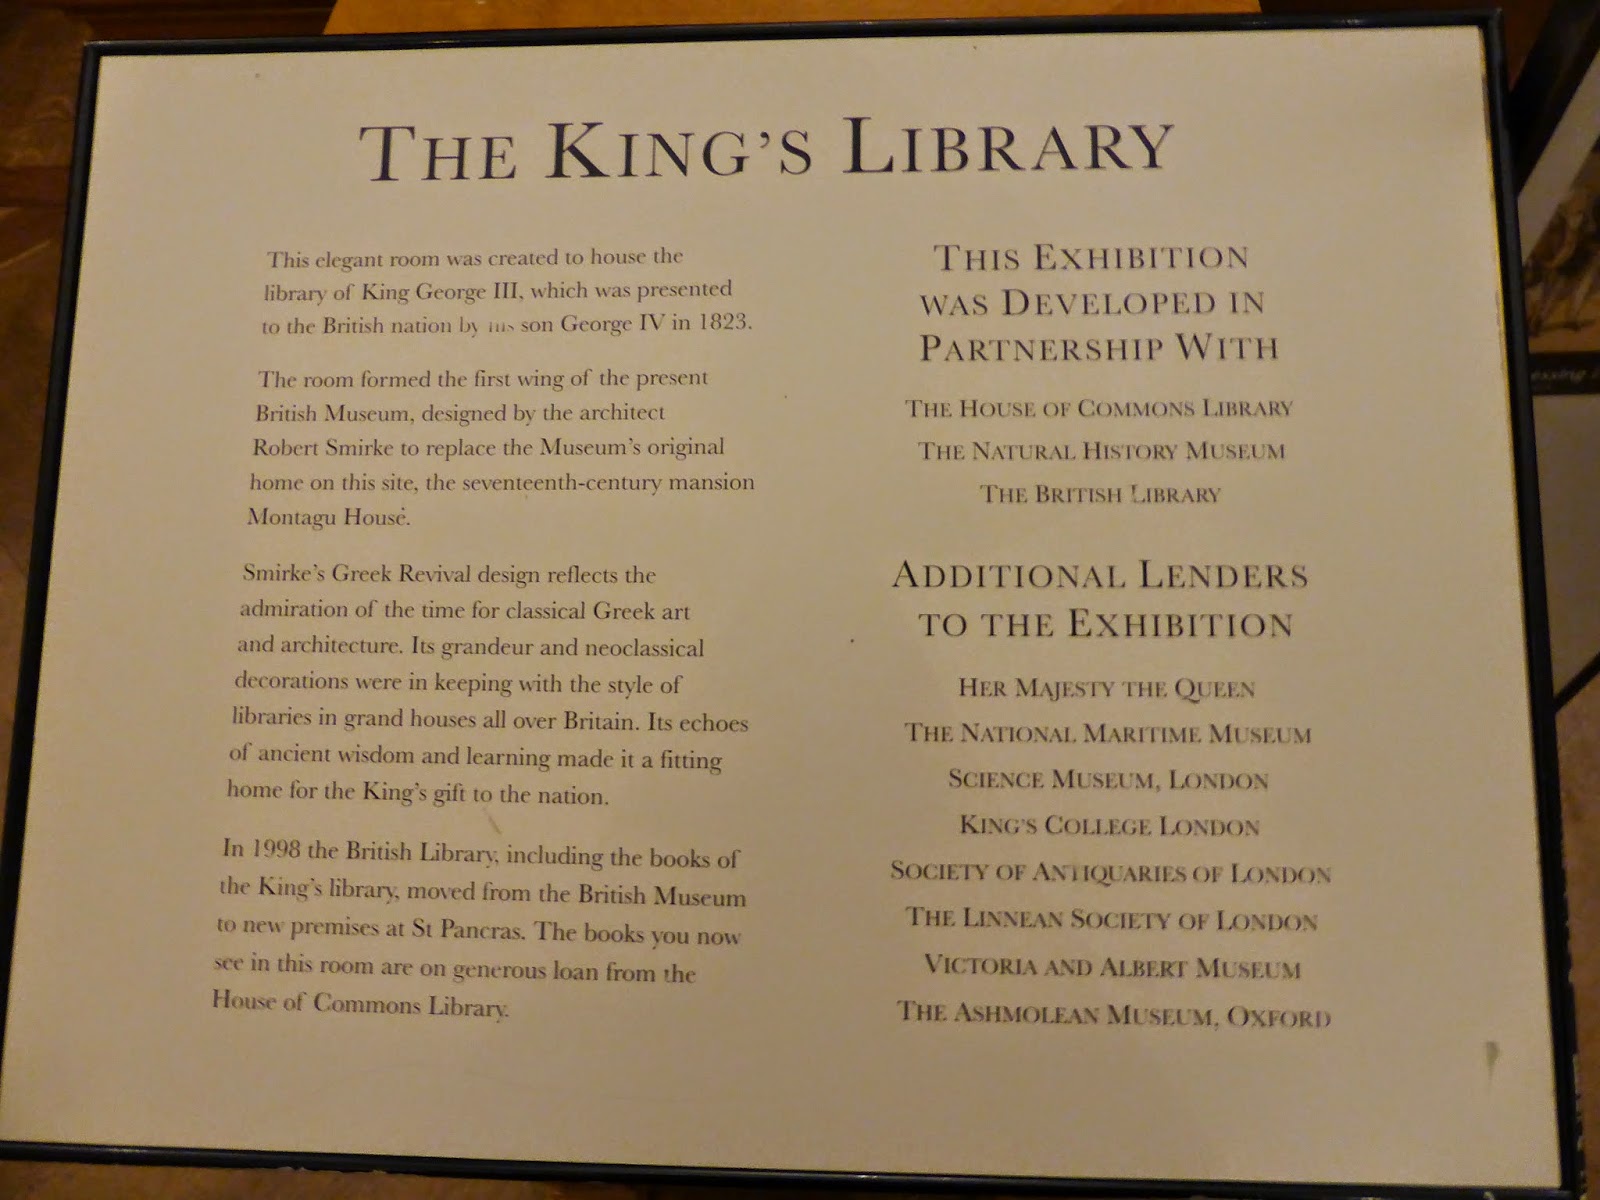 THE KING'S LIBRARY
This elegant room was created to house the
library of King George III, which was presented
to the British nation by his son George IV in 1823.
The room formed the first wing of the present
British Museum, designed by the architect
Robert Smirke to replace the Museum's original
home on this site, the seventeenth-century mansion
Montagu House.
Smirke's Greek Revival design reflects the
admiration of the time for classical Greek art
and architecture. Its grandeur and neoclassical
decorations were in keeping with the style of
libraries in grand houses all over Britain. Its echoes
of ancient wisdom and learning made it a fitting
home for the King's gift to the nation.
In 1998 the British Library, including the books of
the King's library, moved from the British Museum
to new premises at St Pancras. The books you now
see in this room are on generous loan from the
House of Commons Library.
THIS EXHIBITION
WAS DEVELOPED IN
PARTNERSHIP WITH
THE HOUSE OF COMMONS LIBRARY
THE NATURAL HISTORY MUSEUM
THE BRITISH LIBRARY
ADDITIONAL LENDERS
TO THE EXHIBITION
HER MAJESTY THE QUEEN
THE NATIONAL MARITIME MUSEUM
SCIENCE MUSEUM, LONDON
KING'S COLLEGE LONDON
SOCIETY OF ANTIQUARIES OF LONDON
THE LINNEAN SOCIETY OF LONDON
VICTORIA AND ALBERT MUSEUM
THE ASHMOLEAN MUSEUM, OXFORD